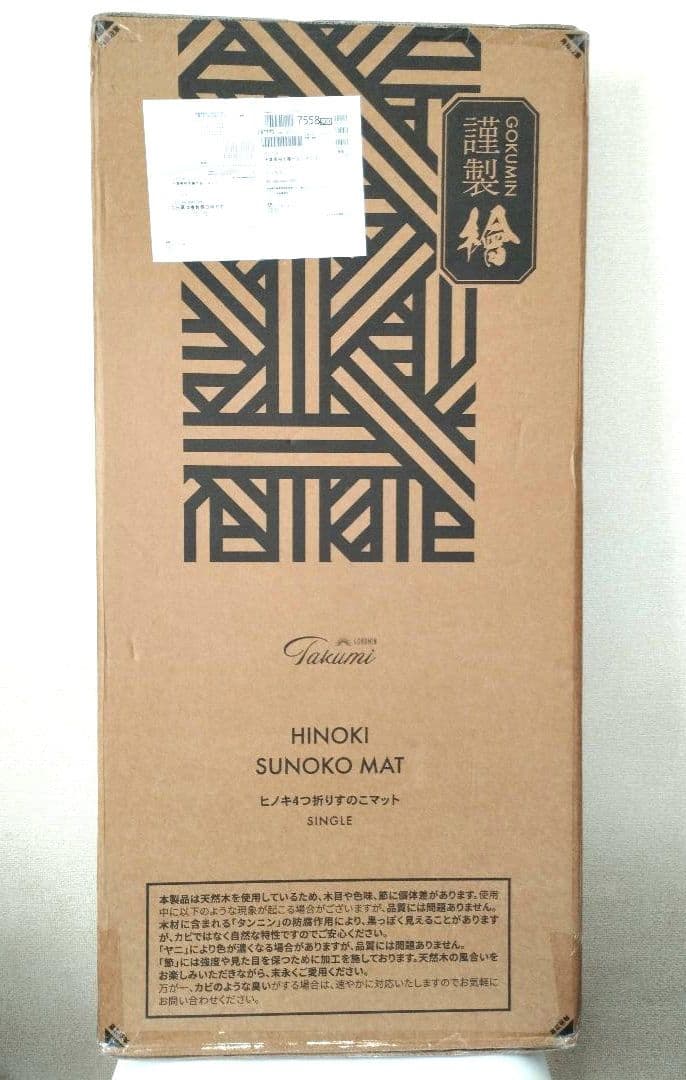 7558
GOKUMIN
謹製
檜
GOKUMIN
Takumi
HINOKI
SUNOKO MAT
ヒノキ4つ折りすのこマット
SINGLE
本製品は天然木を使用しているため、木目や色味、節に個体差があります。使用
中に以下のような現象が起こる場合がございますが、品質には問題ありません。
木材に含まれる「タンニン」の防腐作用により、黒っぽく見えることがあります
が、カビではなく自然な特性ですのでご安心ください。
「ヤニ」により色が濃くなる場合がありますが、品質には問題ありません。
「節」には強度や見た目を保つために加工を施しております。天然木の風合いを
お楽しみいただきながら、末永くご愛用ください。
万が一、カビのような臭いがする場合は、速やかに対応いたしますのでお気軽に
お問い合わせください。